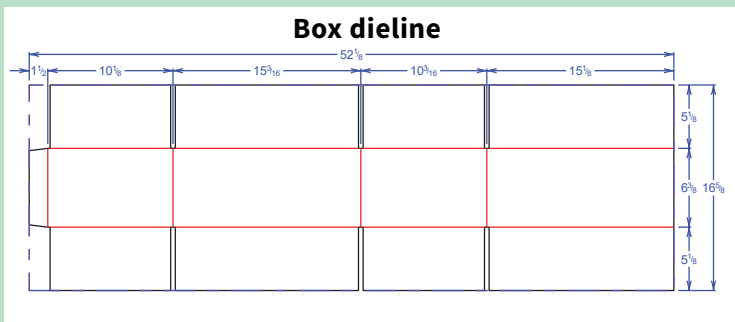 Box dieline
52⅛
1½ 10⅛ 15³⁄₁₆ 10³⁄₁₆ 15⅛
5⅛
6⅜ 16⅝
5⅛